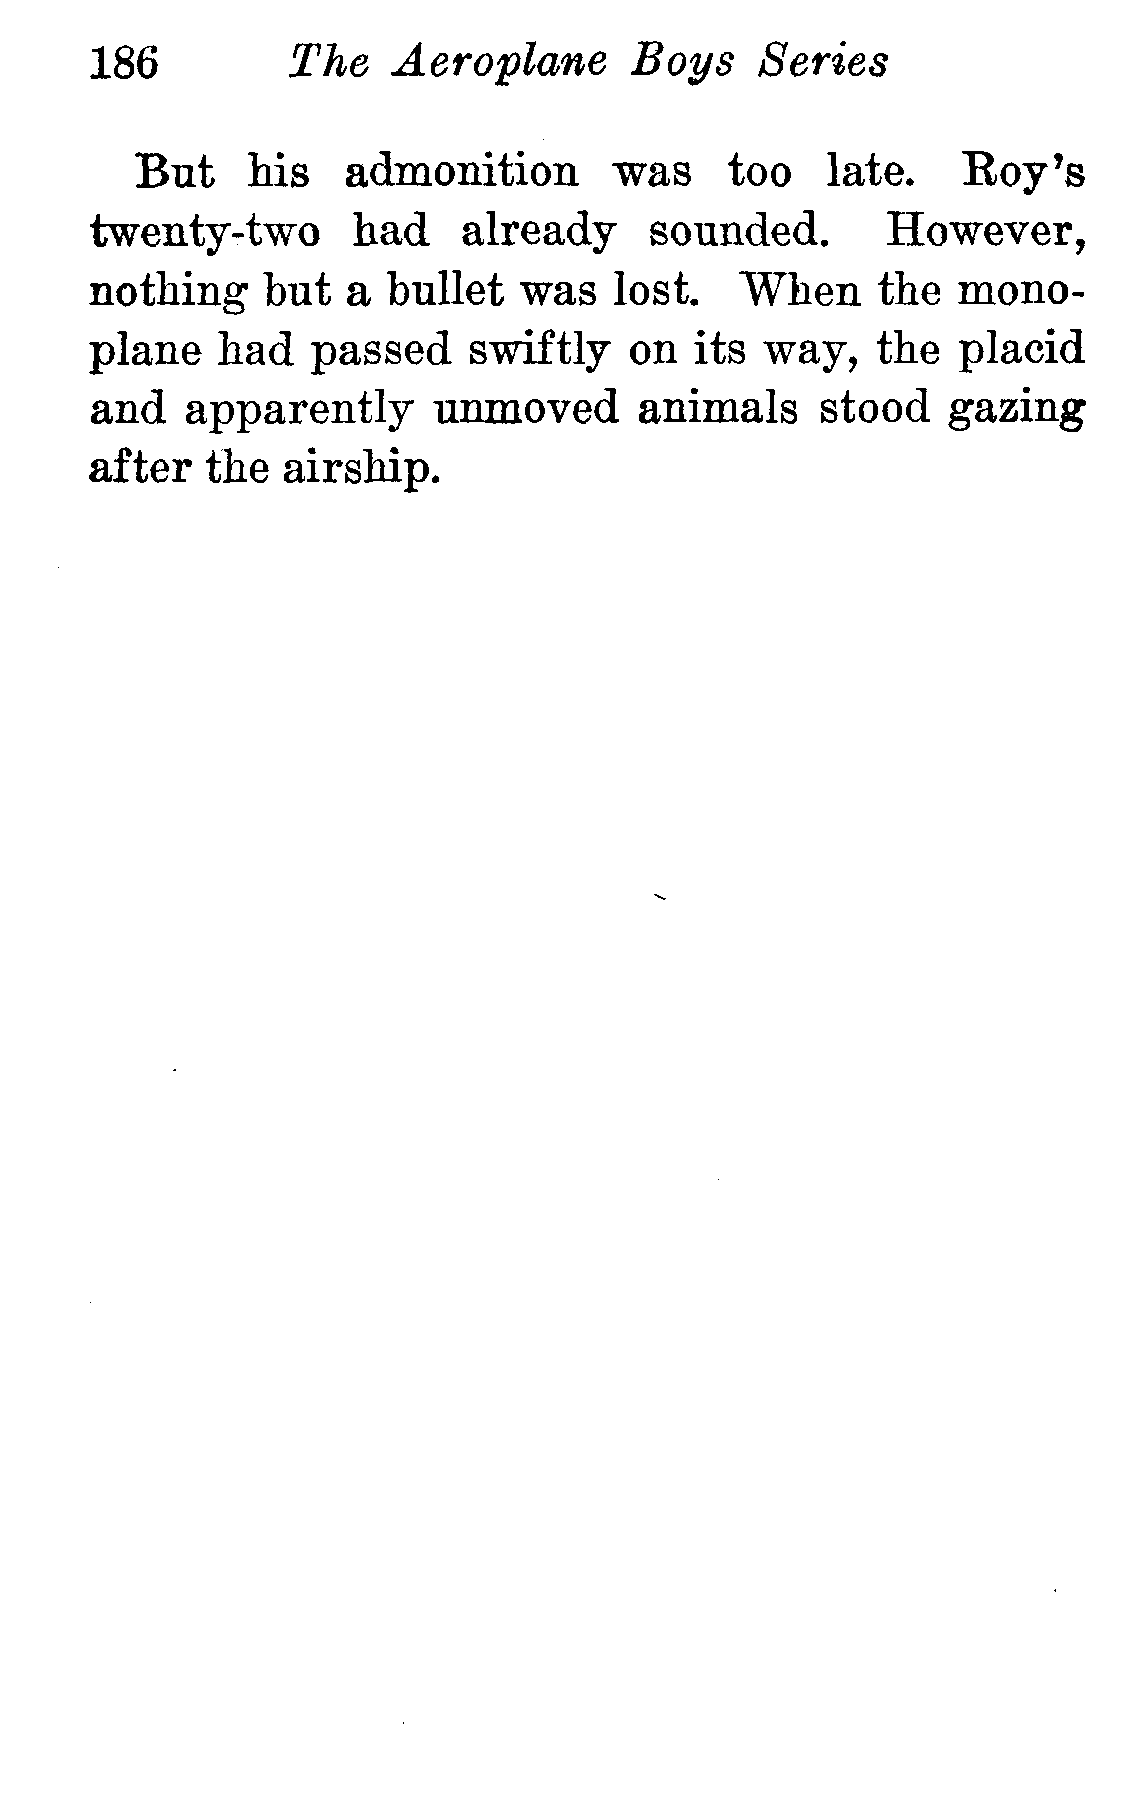 186 The Aeroplane Boys Series
But his admonition was too late. Roy's
twenty-two had already sounded. However,
nothing but a bullet was lost. When the mono-
plane had passed swiftly on its way, the placid
and apparently unmoved animals stood gazing
after the airship.